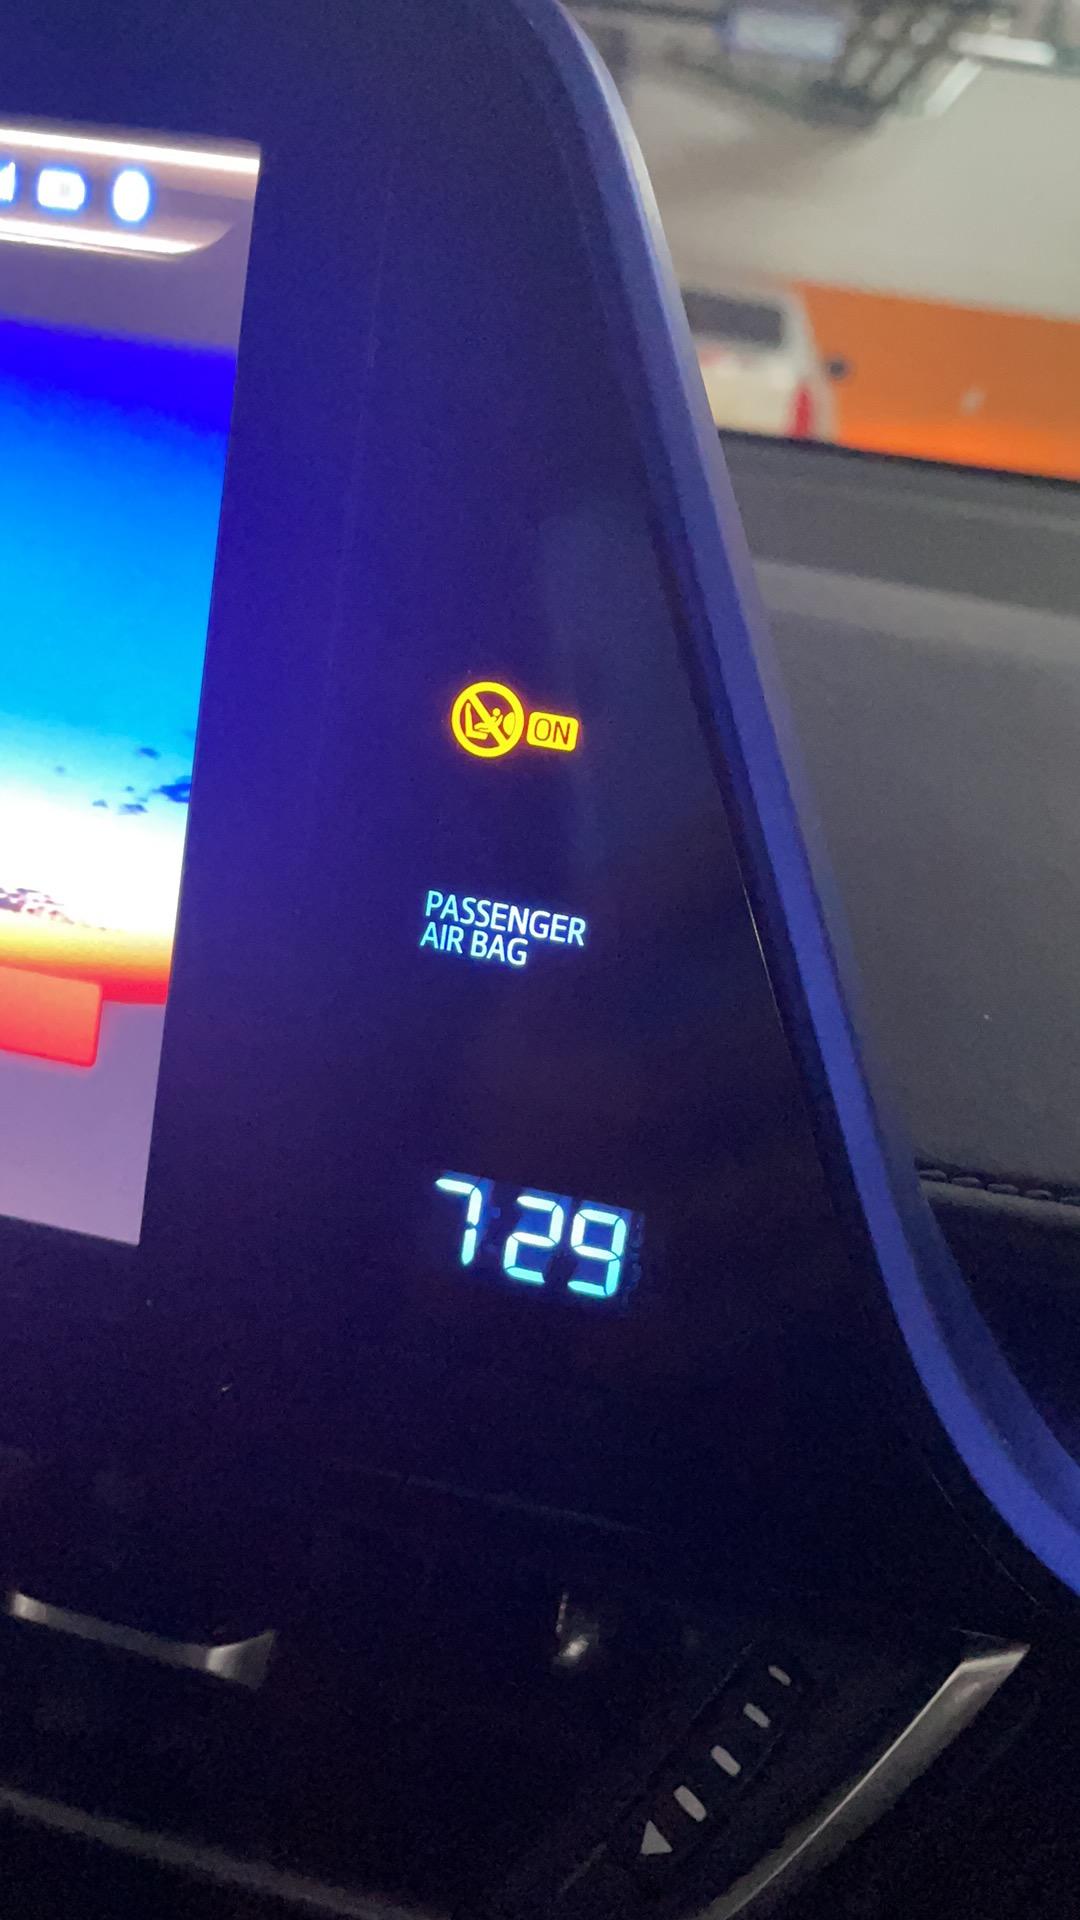 ON
PASSENGER
AIR BAG
7:29